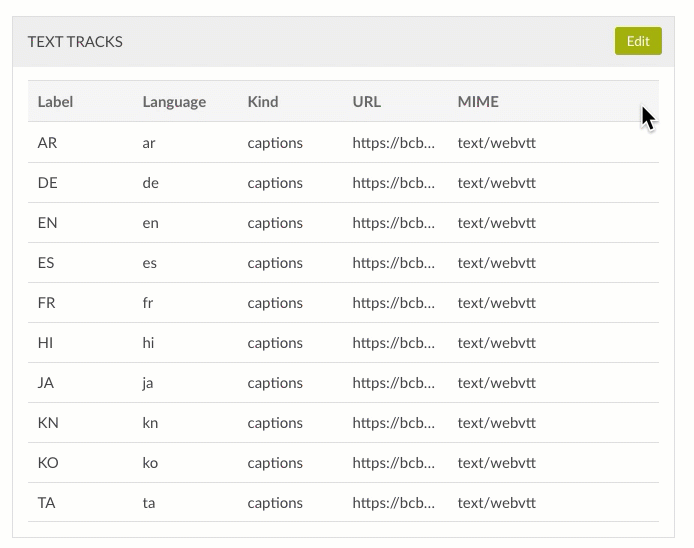 TEXT TRACKS Edit
Label Language Kind URL MIME
AR ar captions https://bcb... text/webvtt
DE de captions https://bcb... text/webvtt
EN en captions https://bcb... text/webvtt
ES es captions https://bcb... text/webvtt
FR fr captions https://bcb... text/webvtt
HI hi captions https://bcb... text/webvtt
JA ja captions https://bcb... text/webvtt
KN kn captions https://bcb... text/webvtt
KO ko captions https://bcb... text/webvtt
TA ta captions https://bcb... text/webvtt